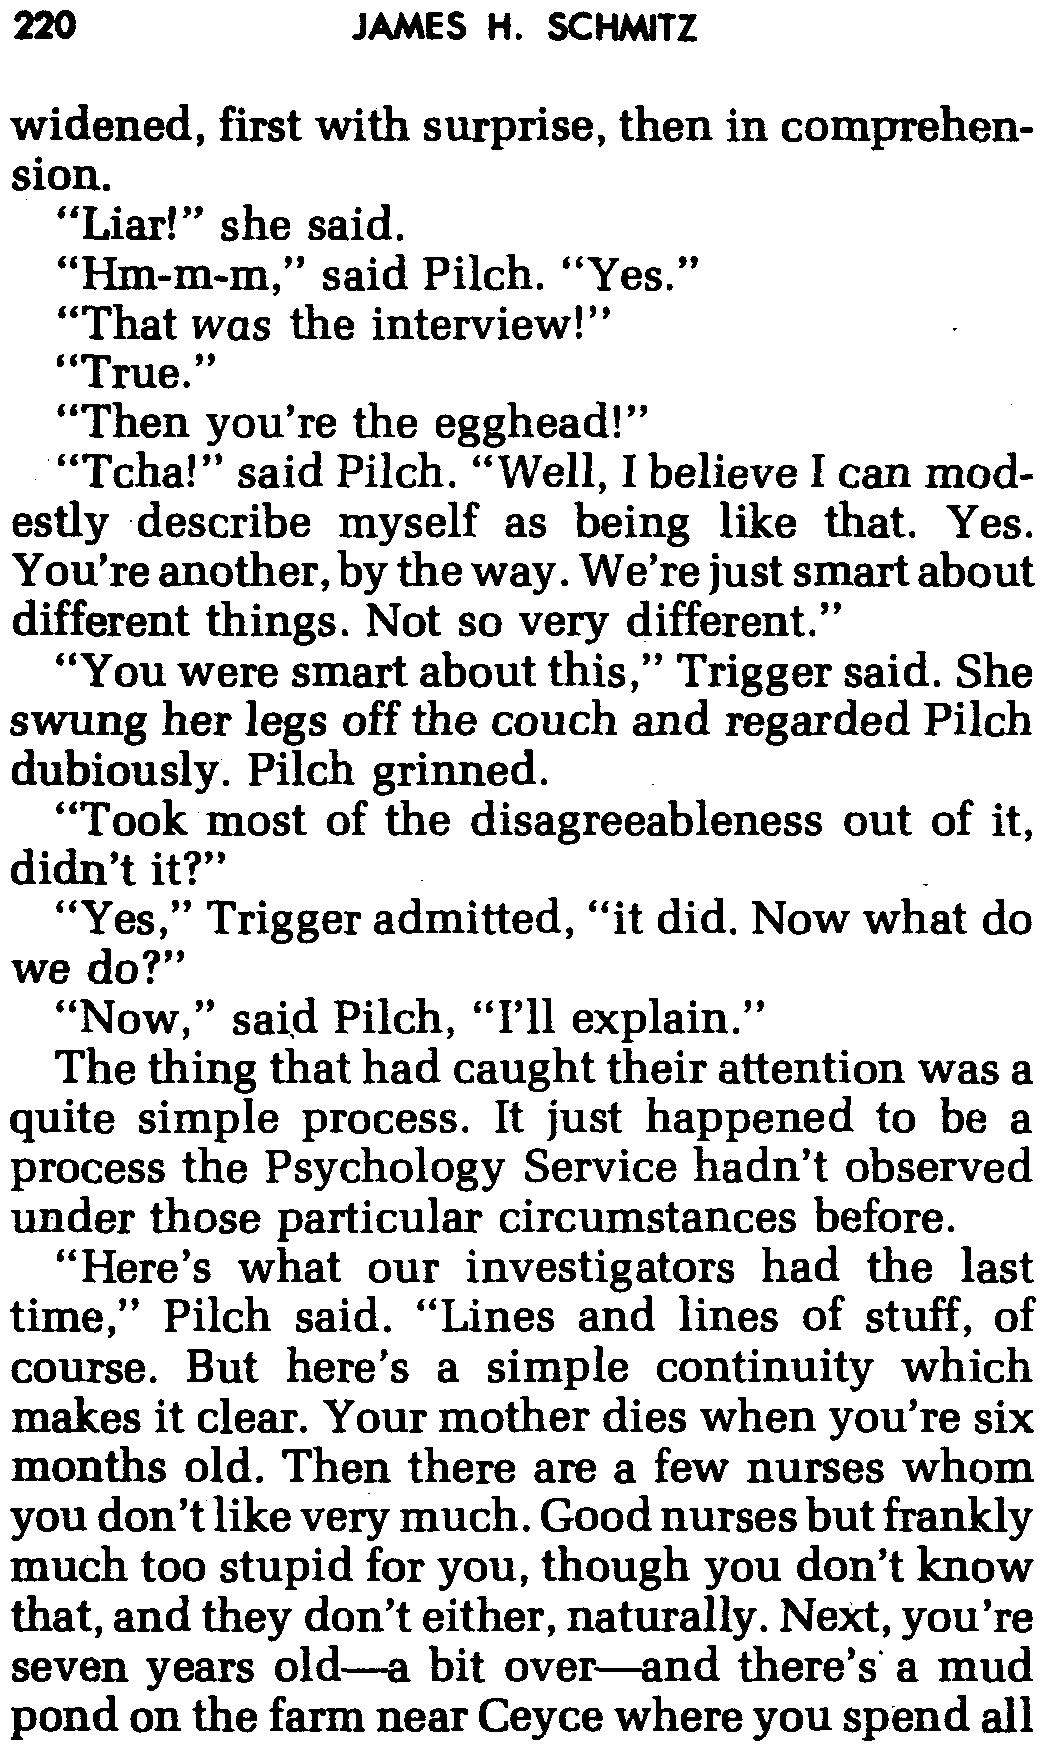 220 JAMES H. SCHMITZ
widened, first with surprise, then in comprehen-
sion.
“Liar!” she said.
“Hm-m-m,” said Pilch. “Yes.”
“That was the interview!”
“True.”
“Then you’re the egghead!”
“Tcha!” said Pilch. “Well, I believe I can mod-
estly describe myself as being like that. Yes.
You’re another, by the way. We’re just smart about
different things. Not so very different.”
“You were smart about this,” Trigger said. She
swung her legs off the couch and regarded Pilch
dubiously. Pilch grinned.
“Took most of the disagreeableness out of it,
didn’t it?”
“Yes,” Trigger admitted, “it did. Now what do
we do?”
“Now,” said Pilch, “I’ll explain.”
The thing that had caught their attention was a
quite simple process. It just happened to be a
process the Psychology Service hadn’t observed
under those particular circumstances before.
“Here’s what our investigators had the last
time,” Pilch said. “Lines and lines of stuff, of
course. But here’s a simple continuity which
makes it clear. Your mother dies when you’re six
months old. Then there are a few nurses whom
you don’t like very much. Good nurses but frankly
much too stupid for you, though you don’t know
that, and they don’t either, naturally. Next, you’re
seven years old—a bit over—and there’s a mud
pond on the farm near Ceyce where you spend all